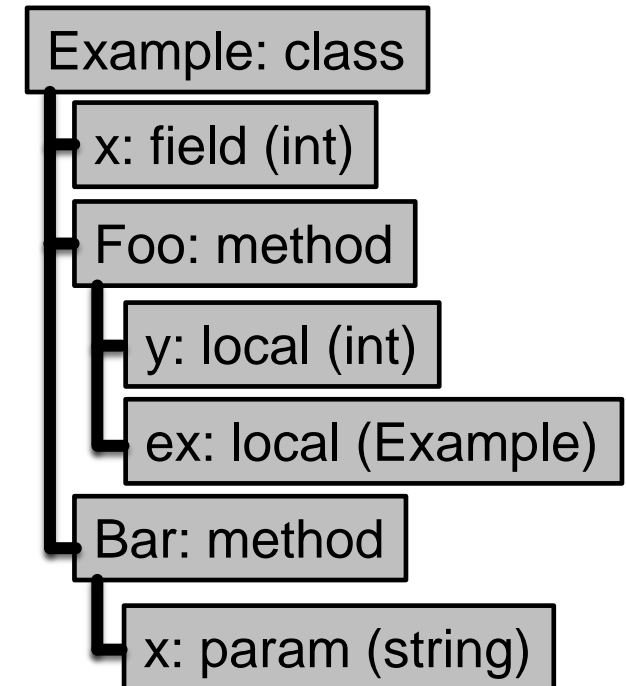 Example: class
x: field (int)
Foo: method
y: local (int)
ex: local (Example)
Bar: method
x: param (string)